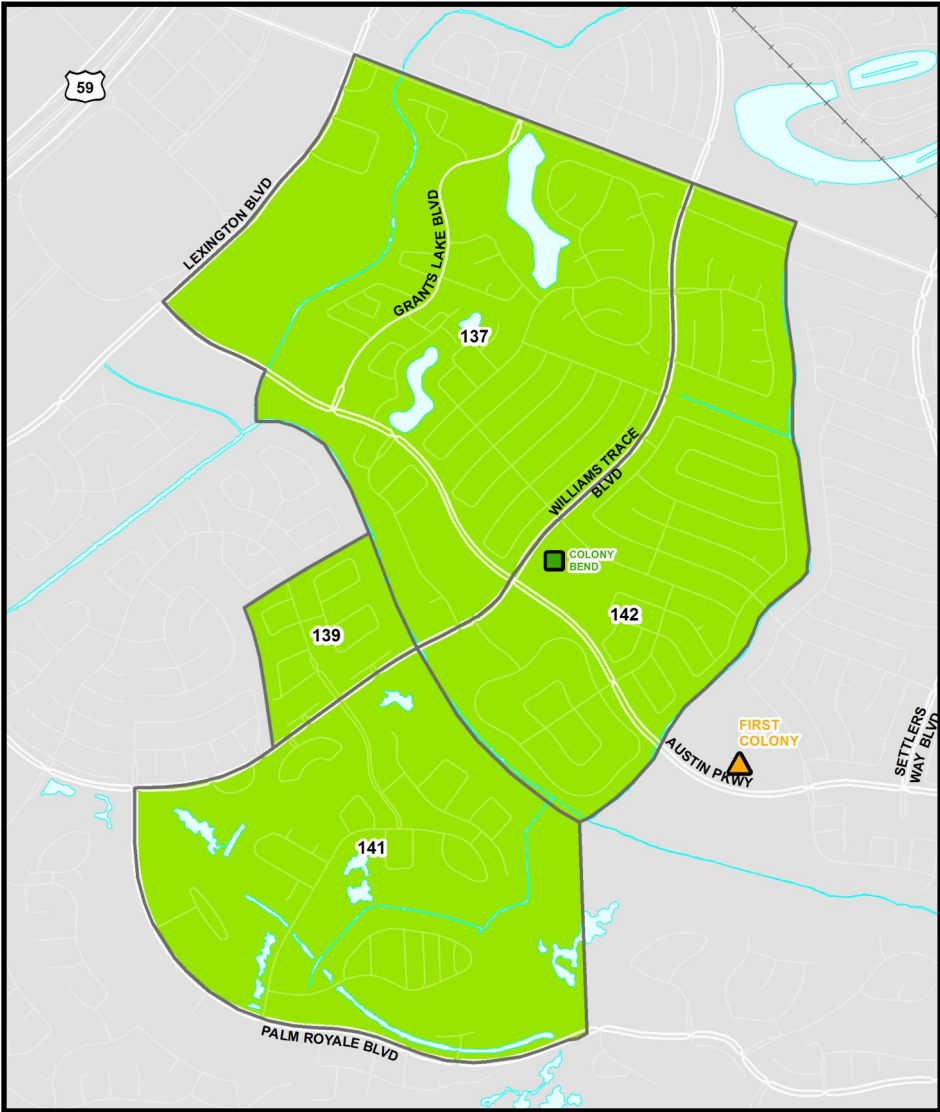 59
LEXINGTON BLVD
GRANTS LAKE BLVD
137
WILLIAMS TRACE
BLVD
COLONY
BEND
142
139
FIRST
COLONY
AUSTIN PKWY
SETTLERS
WAY BLVD
141
PALM ROYALE BLVD